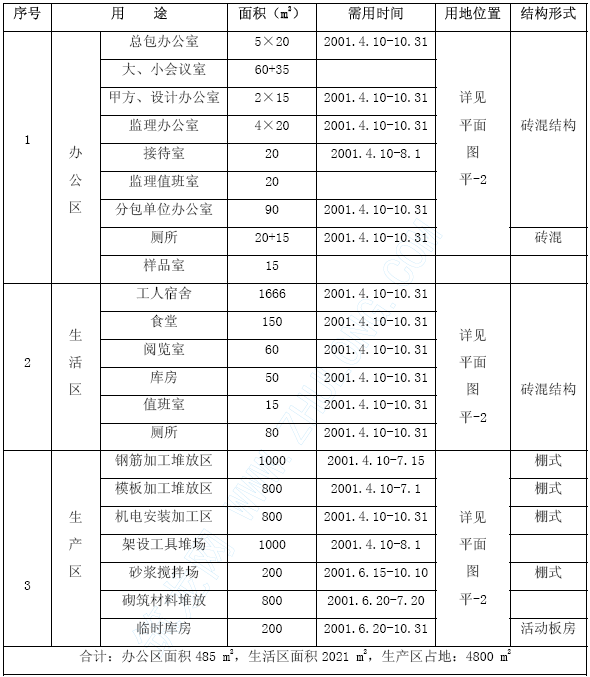 序号 用 途 面积（m²） 需用时间 用地位置 结构形式
1 办公区 总包办公室 5×20 2001.4.10-10.31 详见平面图平-2 砖混结构
大、小会议室 60+35
甲方、设计办公室 2×15 2001.4.10-10.31
监理办公室 4×20 2001.4.10-10.31
接待室 20 2001.4.10-8.1
监理值班室 20
分包单位办公室 90 2001.4.10-10.31
厕所 20+15 2001.4.10-10.31 砖混
样品室 15
2 生活区 工人宿舍 1666 2001.4.10-10.31 详见平面图平-2 砖混结构
食堂 150 2001.4.10-10.31
阅览室 60 2001.4.10-10.31
库房 50 2001.4.10-10.31
值班室 15 2001.4.10-10.31
厕所 80 2001.4.10-10.31
3 生产区 钢筋加工堆放区 1000 2001.4.10-7.15 详见平面图平-2 棚式
模板加工堆放区 800 2001.4.10-7.1 棚式
机电安装加工区 800 2001.4.10-10.31 棚式
架设工具堆场 1000 2001.4.10-8.1
砂浆搅拌场 200 2001.6.15-10.10 棚式
砌筑材料堆放 800 2001.6.20-7.20
临时库房 200 2001.6.20-10.31 活动板房
合计：办公区面积 485 m²，生活区面积 2021 m²，生产区占地：4800 m²